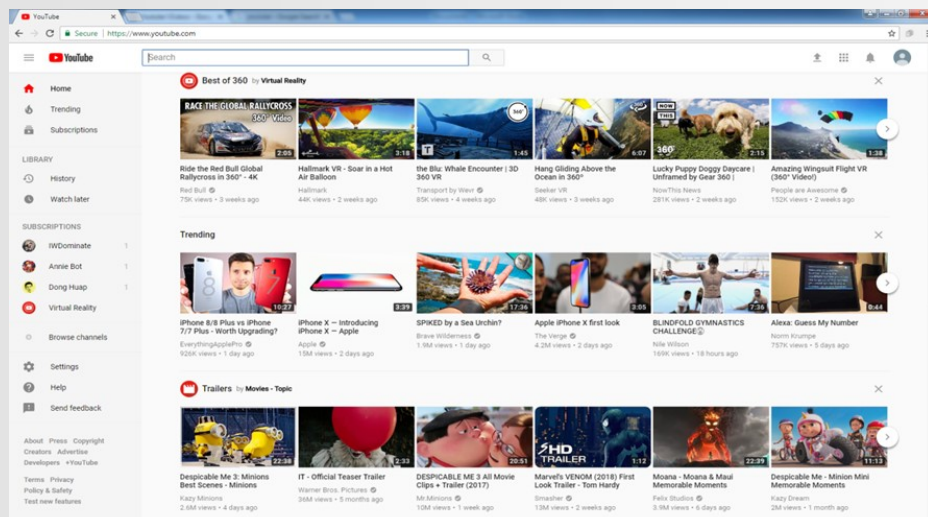 YouTube
Secure
https://www.youtube.com
YouTube
Search
Home
Trending
Subscriptions
LIBRARY
History
Watch later
SUBSCRIPTIONS
IWDominate 1
Annie Bot 1
Dong Huap 1
Virtual Reality
Browse channels
Settings
Help
Send feedback
About Press Copyright
Creators Advertise
Developers +YouTube
Terms Privacy
Policy & Safety
Test new features
Best of 360 by Virtual Reality
RACE THE GLOBAL RALLYCROSS
360° Video
2:05
3:18
360°
T
1:45
6:07
NOW
THIS
360°
2:15
1:38
Ride the Red Bull Global
Rallycross in 360° - 4K
Red Bull
75K views • 3 weeks ago
Hallmark VR - Soar in a Hot
Air Balloon
Hallmark
44K views • 2 weeks ago
the Blu: Whale Encounter | 3D
360 VR
Transport by Wevr
85K views • 4 weeks ago
Hang Gliding Above the
Ocean in 360°
Seeker VR
48K views • 3 weeks ago
Lucky Puppy Doggy Daycare |
Unframed by Gear 360 |
NowThis News
281K views • 2 weeks ago
Amazing Wingsuit Flight VR
(360° Video!)
People are Awesome
152K views • 2 weeks ago
Trending
8
10:27
3:39
17:36
3:05
7:36
0:44
iPhone 8/8 Plus vs iPhone
7/7 Plus - Worth Upgrading?
EverythingApplePro
926K views • 1 day ago
iPhone X — Introducing
iPhone X — Apple
Apple
15M views • 2 days ago
SPIKED by a Sea Urchin?
Brave Wilderness
1.9M views • 1 day ago
Apple iPhone X first look
The Verge
4.2M views • 2 days ago
BLINDFOLD GYMNASTICS
CHALLENGE
Nile Wilson
169K views • 18 hours ago
Alexa: Guess My Number
Norm Krumpe
757K views • 5 days ago
Trailers by Movies - Topic
22:38
2:33
20:51
HD
TRAILER
1:12
22:39
11:13
Despicable Me 3: Minions
Best Scenes - Minions
Kazy Minions
2.6M views • 4 days ago
IT - Official Teaser Trailer
Warner Bros. Pictures
36M views • 5 months ago
DESPICABLE ME 3 All Movie
Clips + Trailer (2017)
Mr.Minions
10M views • 1 week ago
Marvel's VENOM (2018) First
Look Trailer - Tom Hardy
Smasher
13M views • 2 weeks ago
Moana - Moana & Maui
Memorable Moments
Felix Studios
3.9M views • 6 days ago
Despicable Me - Minion Mini
Memorable Moments
Kazy Dream
2M views • 1 month ago